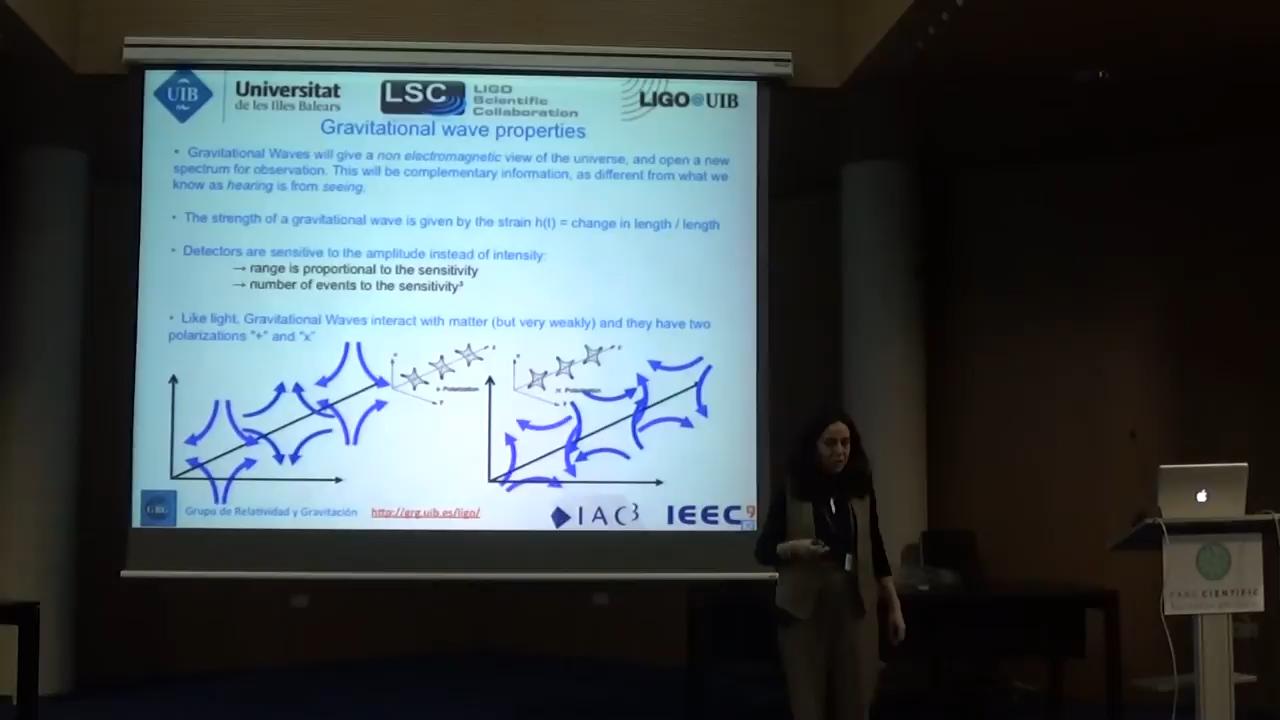 UIB
Universitat
de les Illes Balears
LSC
LIGO
Scientific
Collaboration
LIGO@UIB
Gravitational wave properties
• Gravitational Waves will give a non electromagnetic view of the universe, and open a new
spectrum for observation. This will be complementary information, as different from what we
know as hearing is from seeing.
• The strength of a gravitational wave is given by the strain h(t) = change in length / length
• Detectors are sensitive to the amplitude instead of intensity:
→ range is proportional to the sensitivity
→ number of events to the sensitivity³
• Like light, Gravitational Waves interact with matter (but very weakly) and they have two
polarizations "+" and "x"
GRG
Grupo de Relatividad y Gravitación
http://grg.uib.es/ligo/
IAC3
IEEC
9
PARC CIENTIFIC